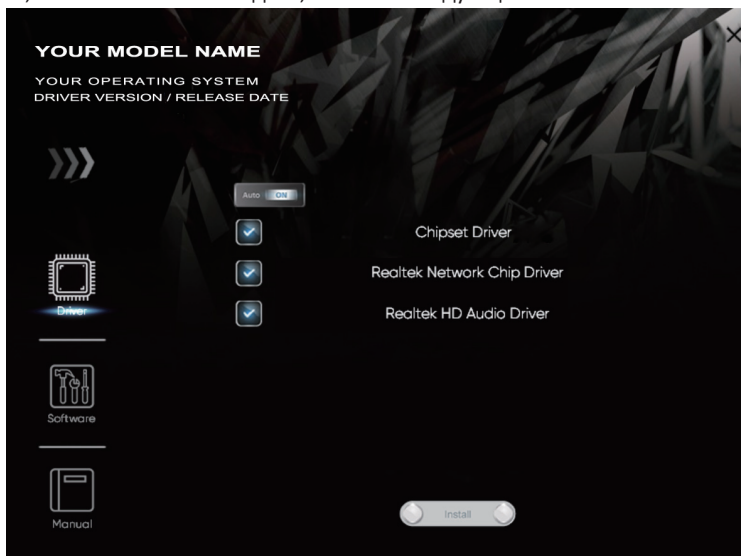 YOUR MODEL NAME
YOUR OPERATING SYSTEM
DRIVER VERSION / RELEASE DATE
Auto ON
Chipset Driver
Realtek Network Chip Driver
Realtek HD Audio Driver
Driver
Software
Manual
Install